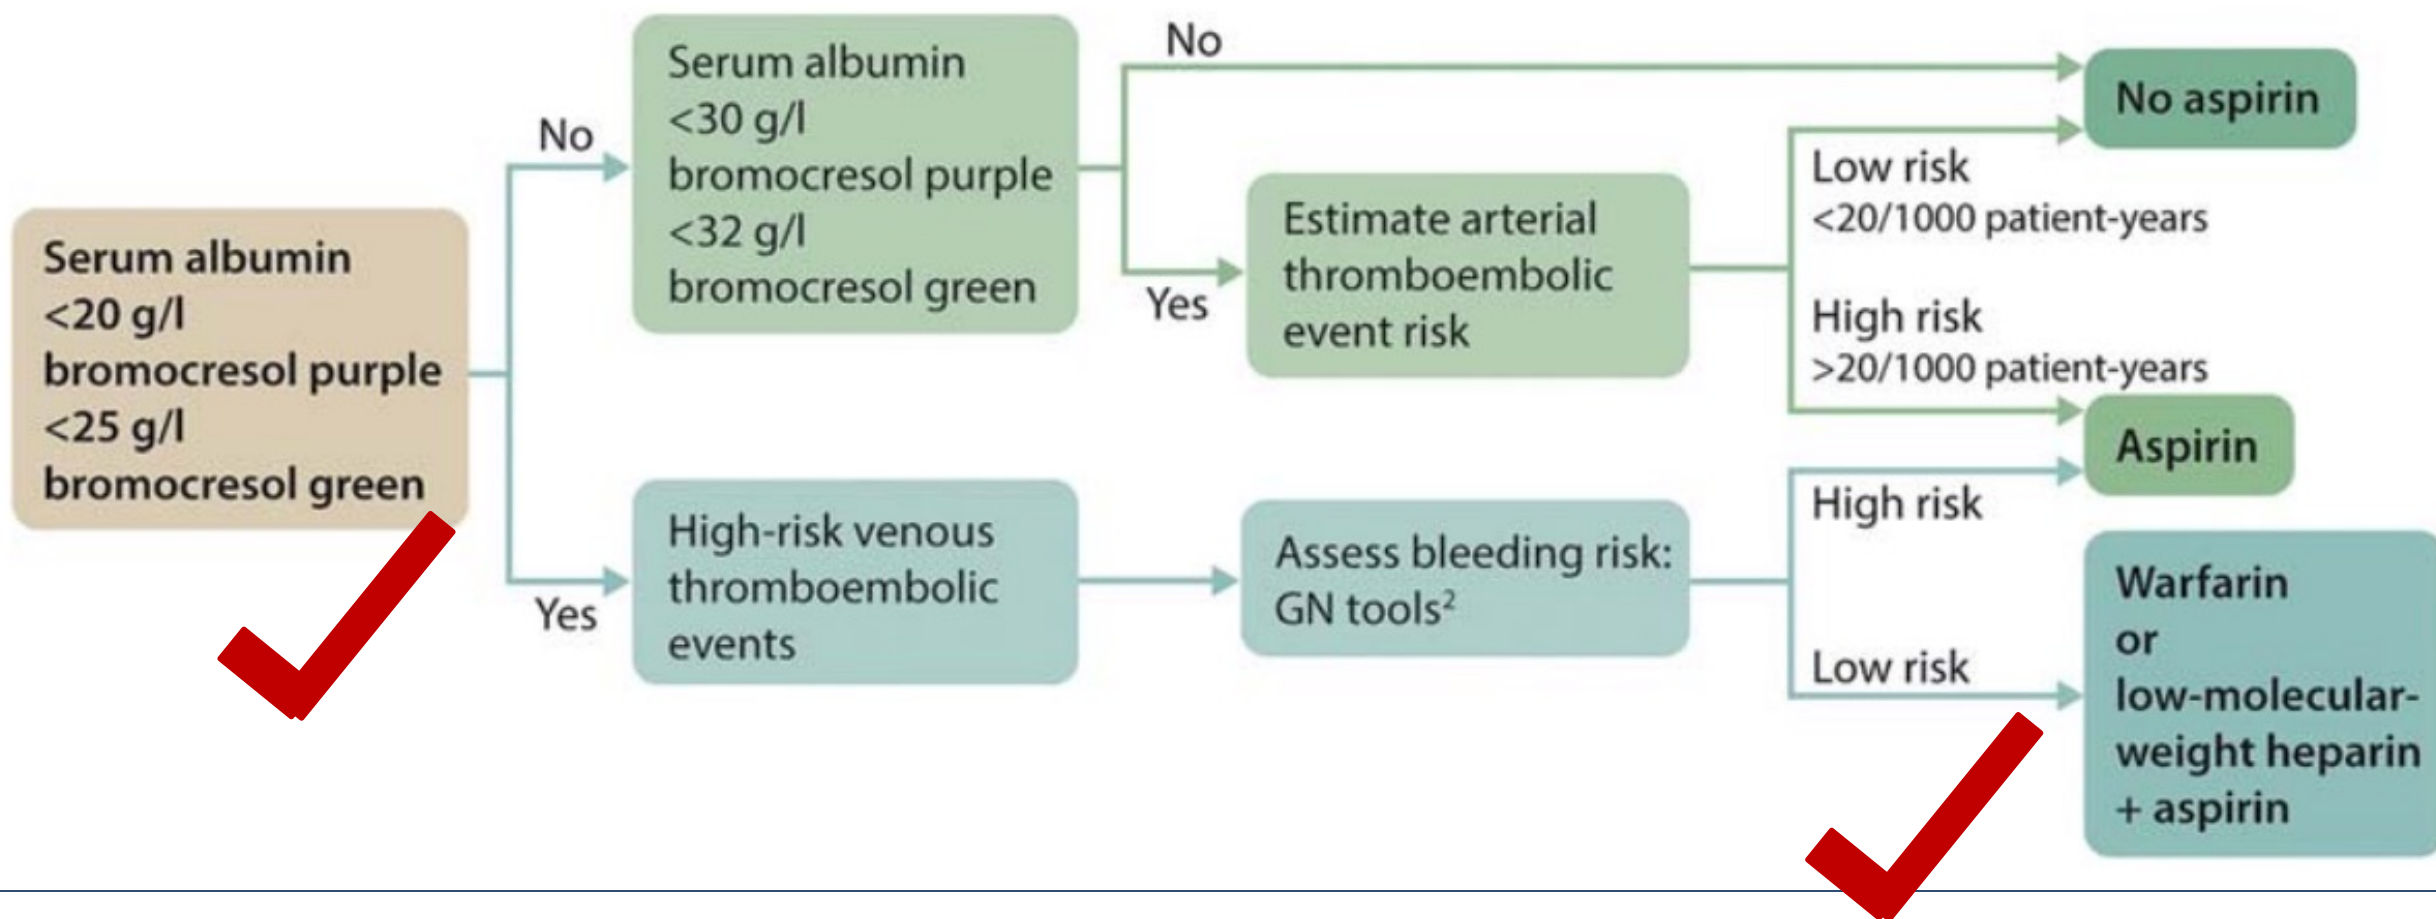 Serum albumin
<20 g/l
bromocresol purple
<25 g/l
bromocresol green
No
Yes
Serum albumin
<30 g/l
bromocresol purple
<32 g/l
bromocresol green
No
Yes
Estimate arterial
thromboembolic
event risk
Low risk
<20/1000 patient-years
High risk
>20/1000 patient-years
No aspirin
Aspirin
High-risk venous
thromboembolic
events
Assess bleeding risk:
GN tools²
High risk
Low risk
Warfarin
or
low-molecular-
weight heparin
+ aspirin